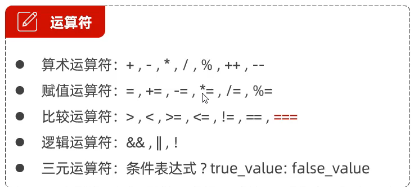 运算符
算术运算符：+ , - , * , / , % , ++ , --
赋值运算符：= , += , -= , *= , /= , %=
比较运算符：> , < , >= , <= , != , == , ===
逻辑运算符：&& , || , !
三元运算符：条件表达式 ? true_value: false_value